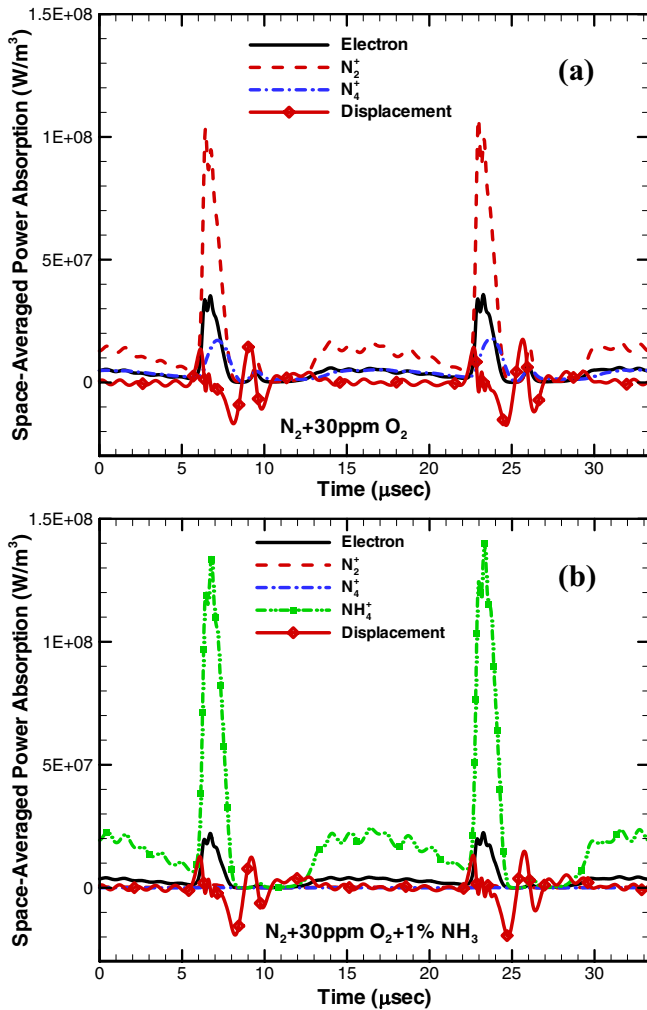 1.5E+08
Electron
(a)
N₂⁺
N₄⁺
Displacement
1E+08
5E+07
0
Space-Averaged Power Absorption (W/m³)
N₂+30ppm O₂
0 5 10 15 20 25 30
Time (μsec)
1.5E+08
Electron
(b)
N₂⁺
N₄⁺
NH₄⁺
Displacement
1E+08
5E+07
0
Space-Averaged Power Absorption (W/m³)
N₂+30ppm O₂+1% NH₃
0 5 10 15 20 25 30
Time (μsec)